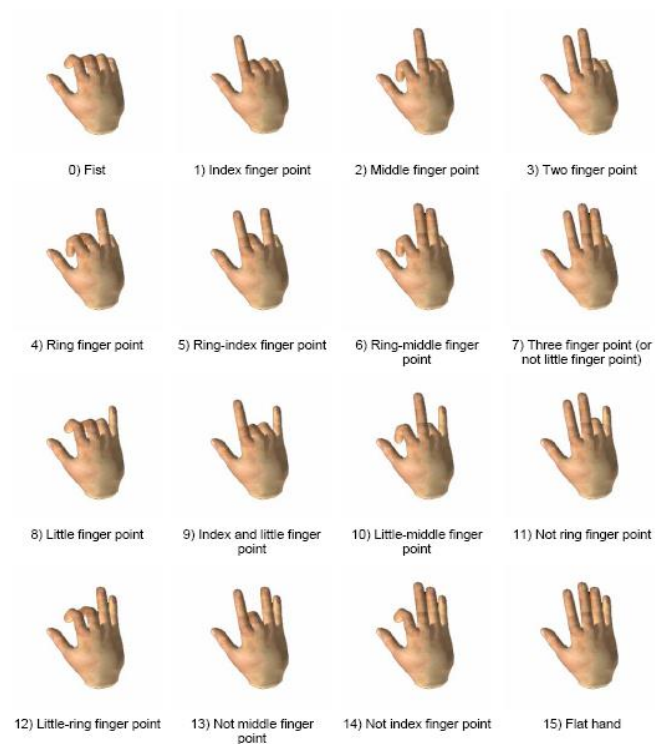 0) Fist
1) Index finger point
2) Middle finger point
3) Two finger point
4) Ring finger point
5) Ring-index finger point
6) Ring-middle finger
point
7) Three finger point (or
not little finger point)
8) Little finger point
9) Index and little finger
point
10) Little-middle finger
point
11) Not ring finger point
12) Little-ring finger point
13) Not middle finger
point
14) Not index finger point
15) Flat hand